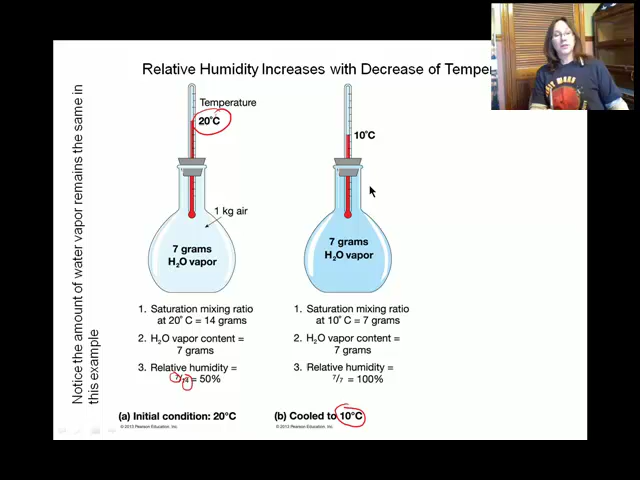 Relative Humidity Increases with Decrease of
Notice the amount of water vapor remains the same in
this example
Temperature
20°C
1 kg air
7 grams
H₂O vapor
1. Saturation mixing ratio
at 20° C = 14 grams
2. H₂O vapor content =
7 grams
3. Relative humidity =
7/14 = 50%
(a) Initial condition: 20°C
© 2013 Pearson Education, Inc.
10°C
7 grams
H₂O vapor
1. Saturation mixing ratio
at 10° C = 7 grams
2. H₂O vapor content =
7 grams
3. Relative humidity =
7/7 = 100%
(b) Cooled to 10°C
© 2013 Pearson Education, Inc.